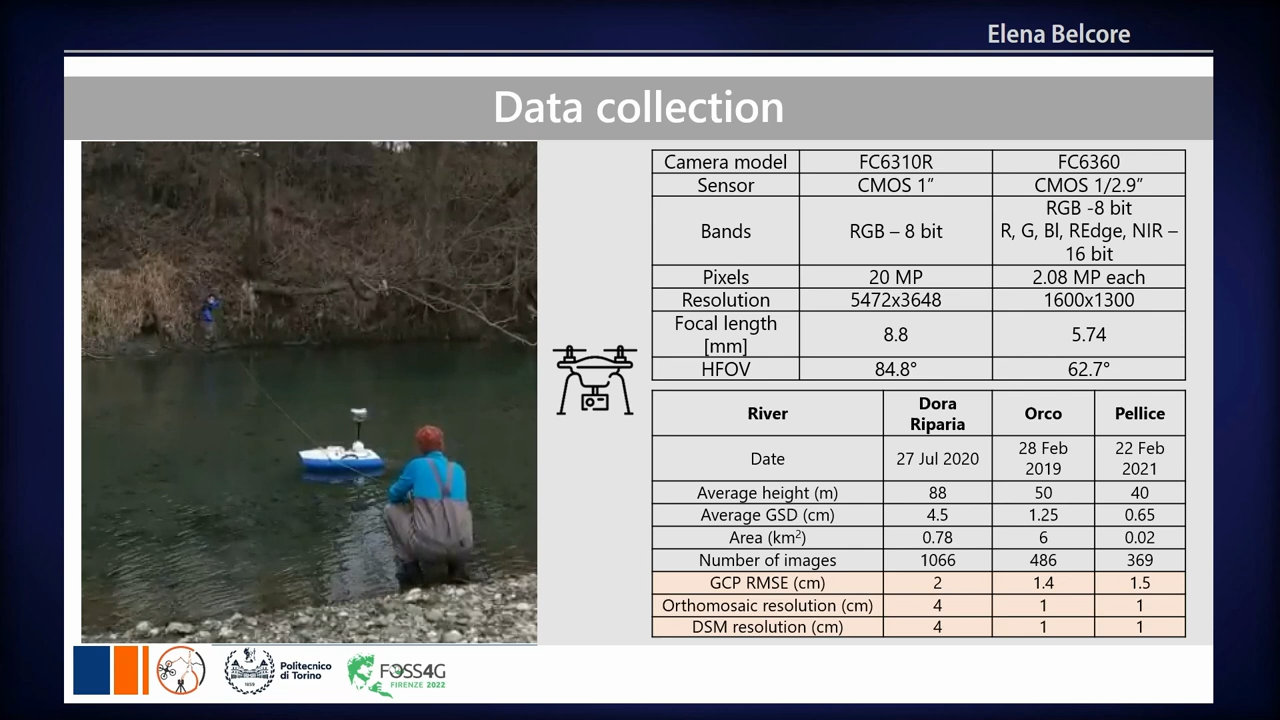 Elena Belcore
Data collection
Camera model FC6310R FC6360
Sensor CMOS 1” CMOS 1/2.9”
Bands RGB – 8 bit RGB -8 bit
R, G, Bl, REdge, NIR –
16 bit
Pixels 20 MP 2.08 MP each
Resolution 5472x3648 1600x1300
Focal length
[mm] 8.8 5.74
HFOV 84.8° 62.7°
River Dora
Riparia Orco Pellice
Date 27 Jul 2020 28 Feb
2019 22 Feb
2021
Average height (m) 88 50 40
Average GSD (cm) 4.5 1.25 0.65
Area (km²) 0.78 6 0.02
Number of images 1066 486 369
GCP RMSE (cm) 2 1.4 1.5
Orthomosaic resolution (cm) 4 1 1
DSM resolution (cm) 4 1 1
Politecnico
di Torino
FOSS4G
FIRENZE 2022